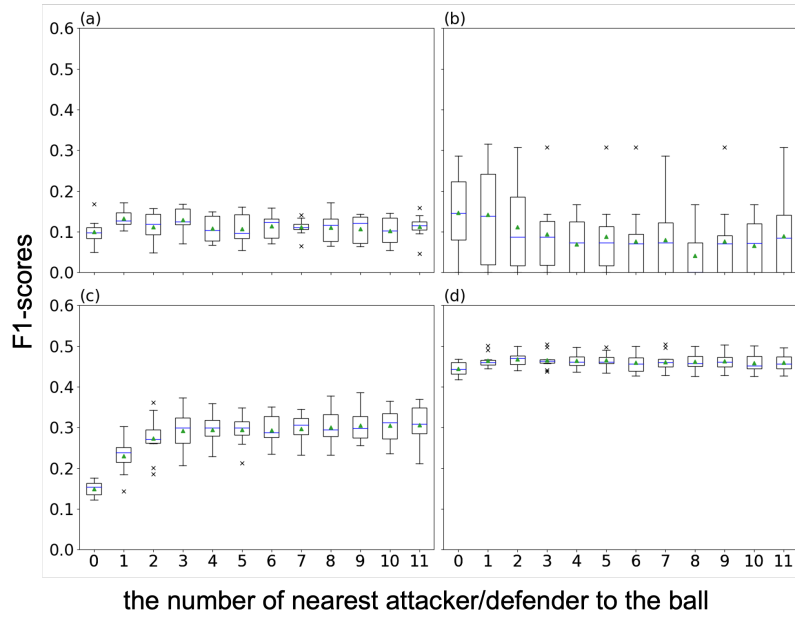 (a) (b)
0.6
0.5
0.4
0.3
0.2
0.1
0.0
(c) (d)
0.6
0.5
0.4
0.3
0.2
0.1
0.0
F1-scores
0 1 2 3 4 5 6 7 8 9 10 11 0 1 2 3 4 5 6 7 8 9 10 11
the number of nearest attacker/defender to the ball